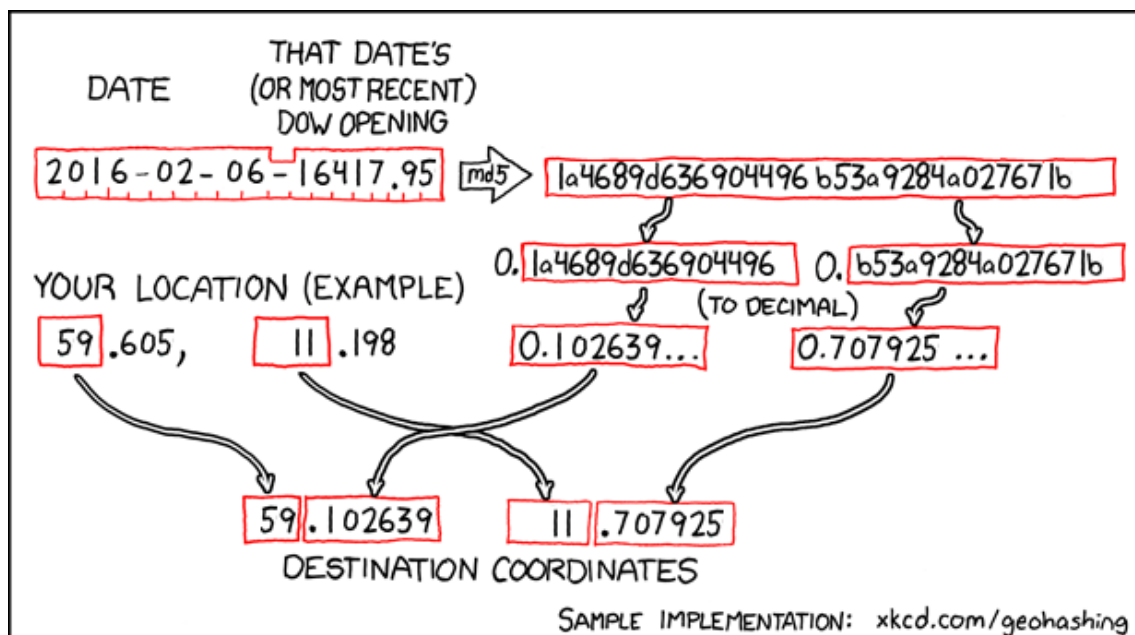 DATE
THAT DATE'S
(OR MOST RECENT)
DOW OPENING
2016-02-06-16417.95
md5
1a4689d636904496b53a9284a027671b
0.1a4689d636904496
0.b53a9284a027671b
YOUR LOCATION (EXAMPLE)
(TO DECIMAL)
59.605, 11.198
0.102639...
0.707925...
59.102639 11.707925
DESTINATION COORDINATES
SAMPLE IMPLEMENTATION: xkcd.com/geohashing